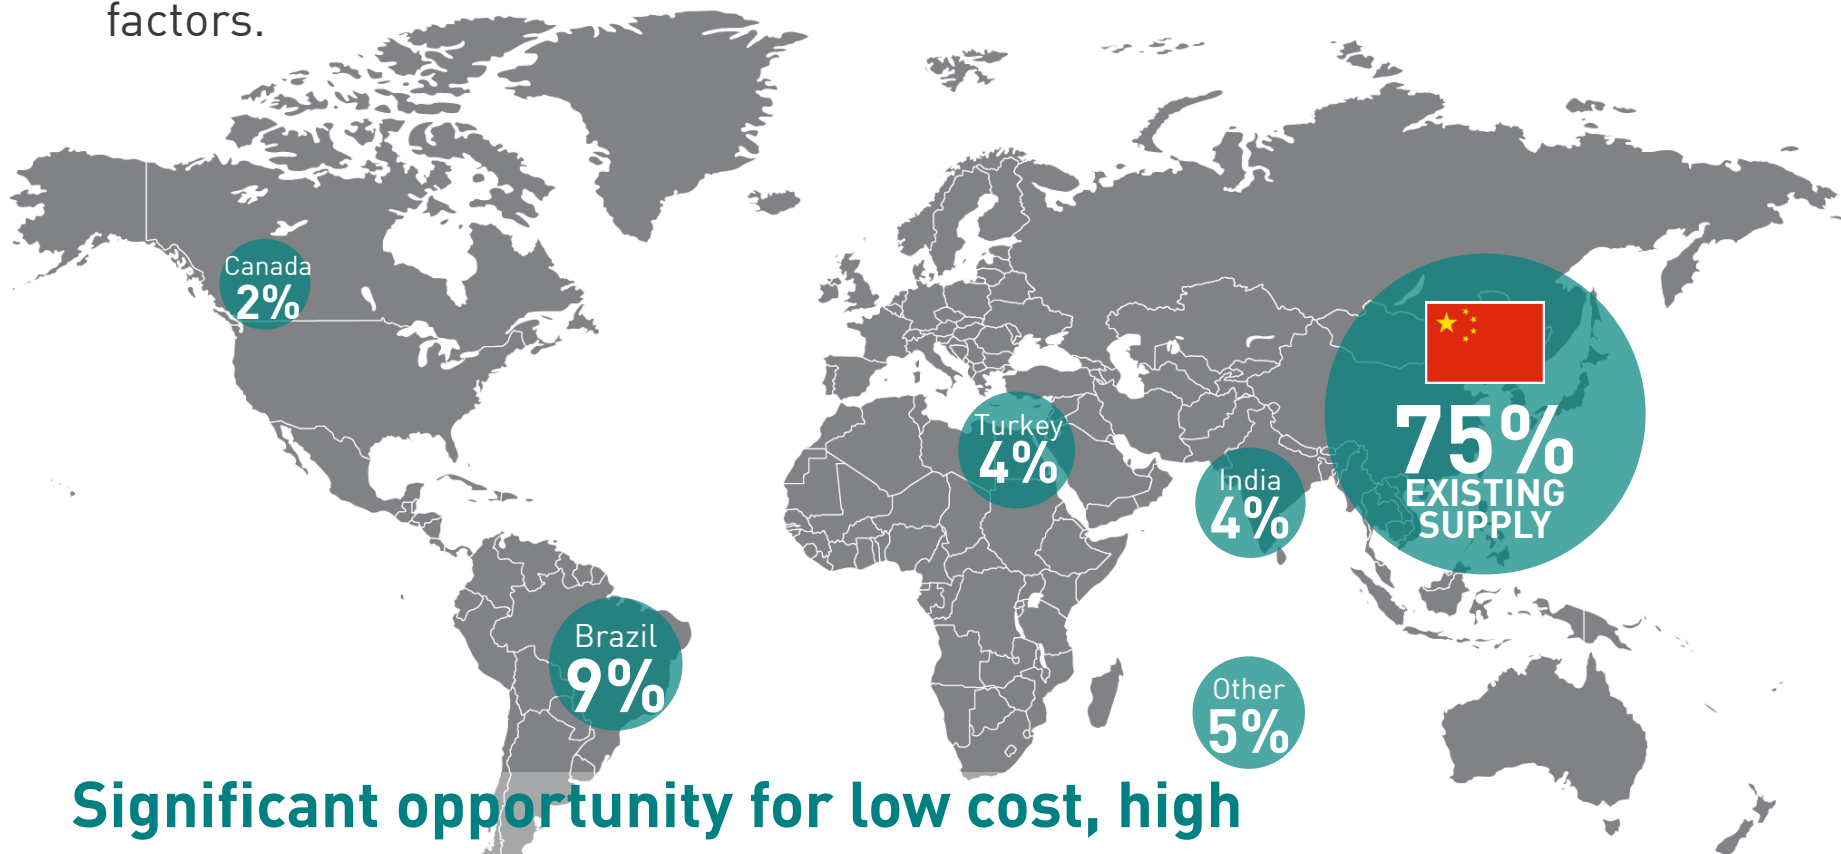 factors.
Canada
2%
75%
EXISTING
SUPPLY
Turkey
4%
India
4%
Brazil
9%
Other
5%
Significant opportunity for low cost, high